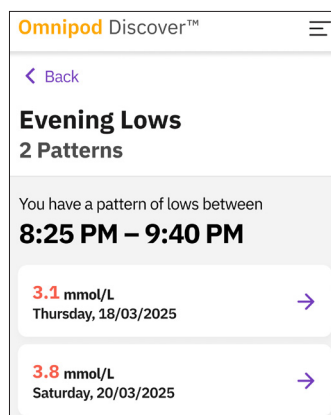 Omnipod Discover™
Back
Evening Lows
2 Patterns
You have a pattern of lows between
8:25 PM – 9:40 PM
3.1 mmol/L
Thursday, 18/03/2025
3.8 mmol/L
Saturday, 20/03/2025